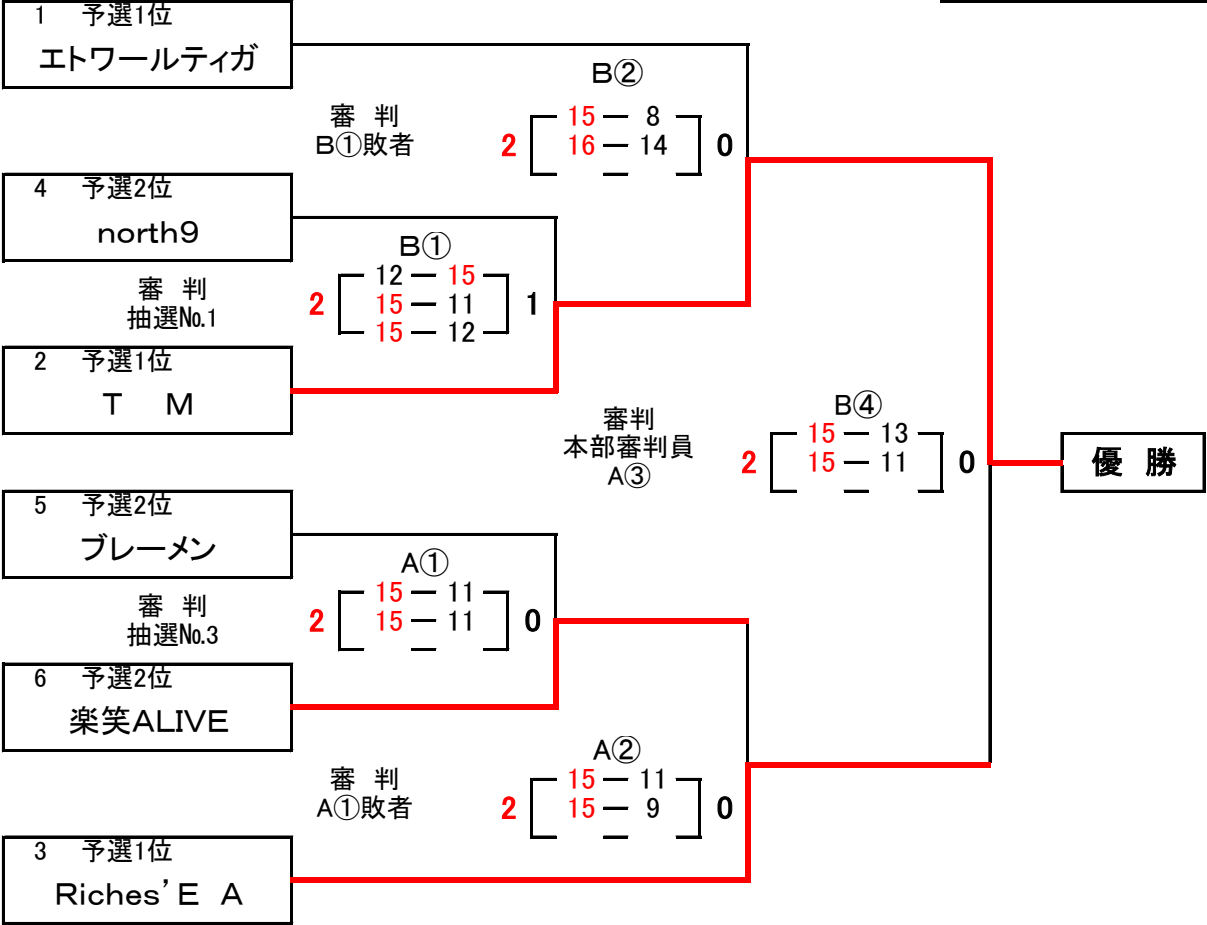 1 予選1位
エトワールティガ
B②
審 判
B①敗者
2 15 ― 8 0
16 ― 14
―
4 予選2位
north9
B①
審 判
抽選№1
12 ― 15
2 15 ― 11 1
15 ― 12
2 予選1位
T M
審判
本部審判員
A③
B④
15 ― 13
2 15 ― 11 0
―
優 勝
5 予選2位
ブレーメン
A①
審 判
抽選№3
15 ― 11
2 15 ― 11 0
―
6 予選2位
楽笑ALIVE
A②
審 判
A①敗者
15 ― 11
2 15 ― 9 0
―
3 予選1位
Riches’E A